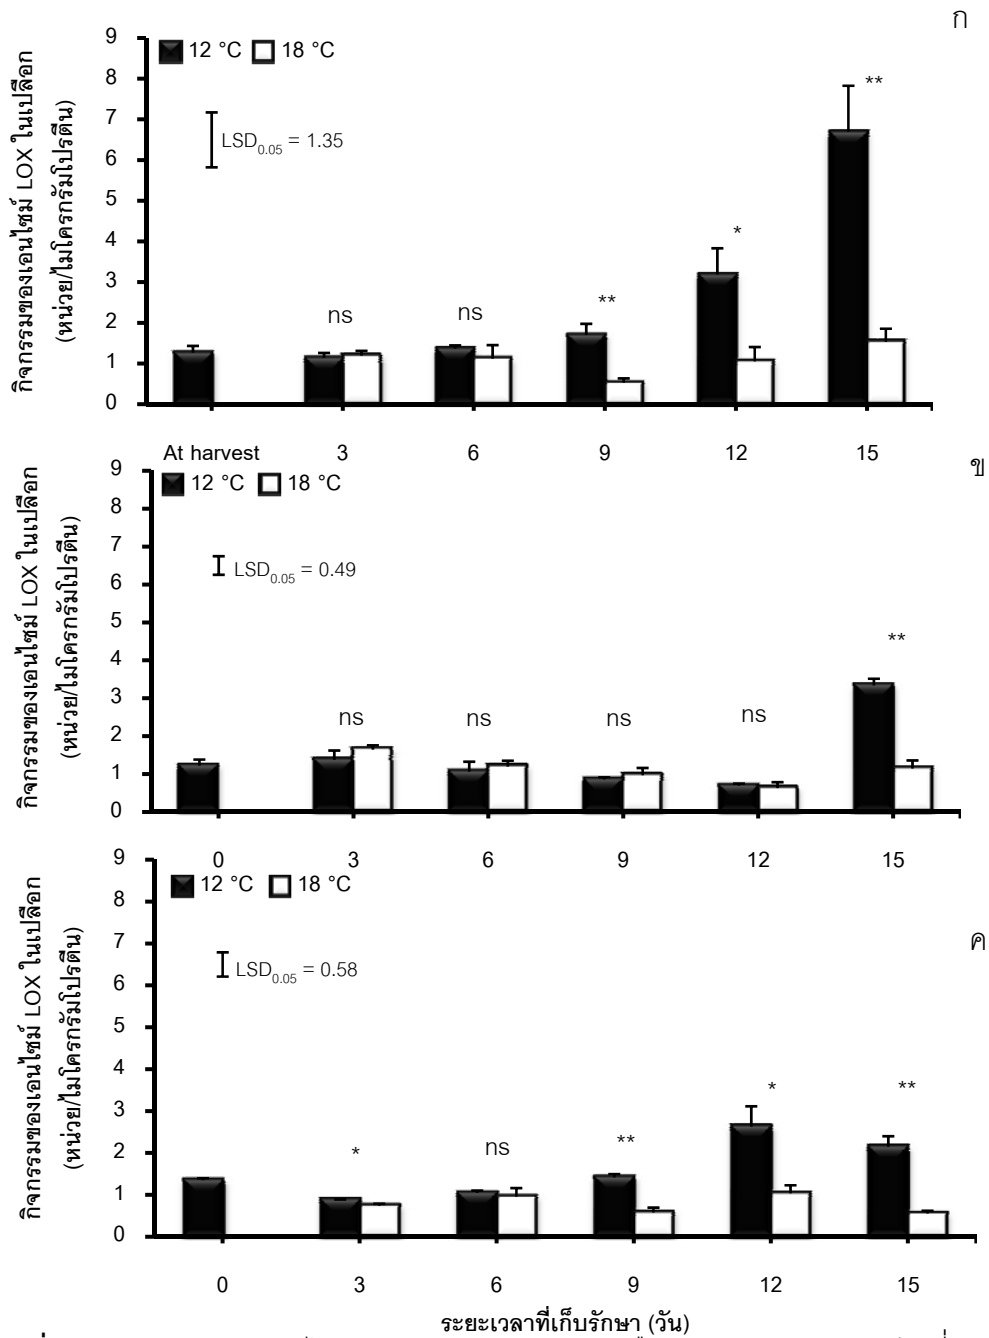 ก
กิจกรรมของเอนไซม์ LOX ในเปลือก
(หน่วย/ไมโครกรัมโปรตีน)
9
8
7
6
5
4
3
2
1
0
12 °C 18 °C
LSD0.05 = 1.35
ns
ns
**
*
**
At harvest 3 6 9 12 15
ข
กิจกรรมของเอนไซม์ LOX ในเปลือก
(หน่วย/ไมโครกรัมโปรตีน)
9
8
7
6
5
4
3
2
1
0
12 °C 18 °C
LSD0.05 = 0.49
ns
ns
ns
ns
**
0 3 6 9 12 15
ค
กิจกรรมของเอนไซม์ LOX ในเปลือก
(หน่วย/ไมโครกรัมโปรตีน)
9
8
7
6
5
4
3
2
1
0
12 °C 18 °C
LSD0.05 = 0.58
*
ns
**
*
**
0 3 6 9 12 15
ระยะเวลาที่เก็บรักษา (วัน)